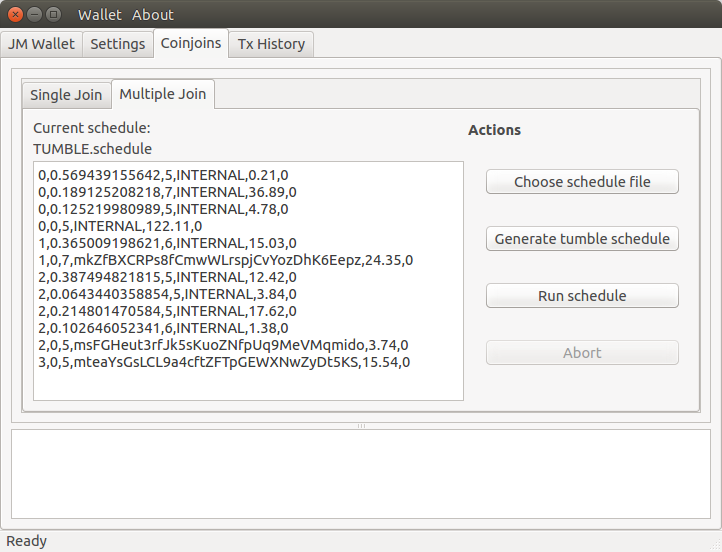 Wallet About
JM Wallet Settings Coinjoins Tx History
Single Join Multiple Join
Current schedule:
TUMBLE.schedule
0,0.569439155642,5,INTERNAL,0.21,0
0,0.189125208218,7,INTERNAL,36.89,0
0,0.125219980989,5,INTERNAL,4.78,0
0,0,5,INTERNAL,122.11,0
1,0.365009198621,6,INTERNAL,15.03,0
1,0,7,mkZfBXCRPs8fCmwWLrspjCvYozDhK6Eepz,24.35,0
2,0.387494821815,5,INTERNAL,12.42,0
2,0.0643440358854,5,INTERNAL,3.84,0
2,0.214801470584,5,INTERNAL,17.62,0
2,0.102646052341,6,INTERNAL,1.38,0
2,0,5,msFGHeut3rfJk5sKuoZNfpUq9MeVMqmido,3.74,0
3,0,5,mteaYsGsLCL9a4cftZFTpGEWXNwZyDt5KS,15.54,0
Actions
Choose schedule file
Generate tumble schedule
Run schedule
Abort
Ready